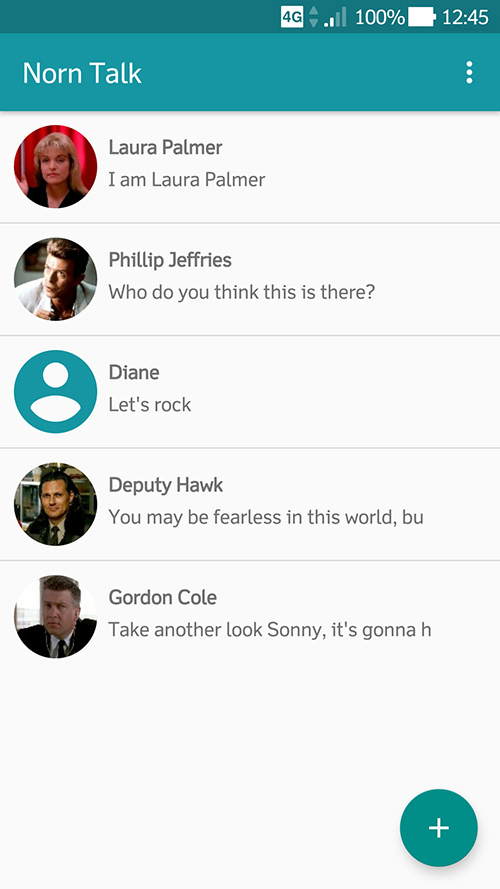 4G 100% 12:45
Norn Talk
Laura Palmer
I am Laura Palmer
Phillip Jeffries
Who do you think this is there?
Diane
Let's rock
Deputy Hawk
You may be fearless in this world, bu
Gordon Cole
Take another look Sonny, it's gonna h
+